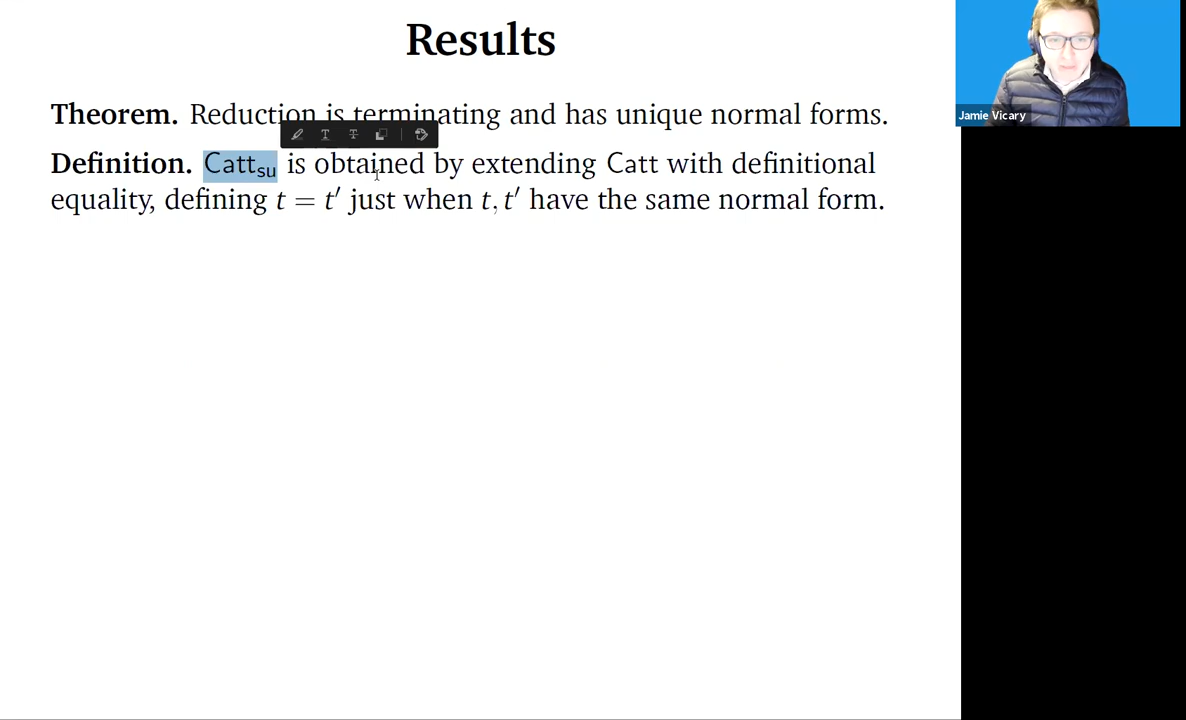 Results
Theorem. Reduction is terminating and has unique normal forms.
Definition. Catt_su is obtained by extending Catt with definitional
equality, defining t = t′ just when t, t′ have the same normal form.
Jamie Vicary